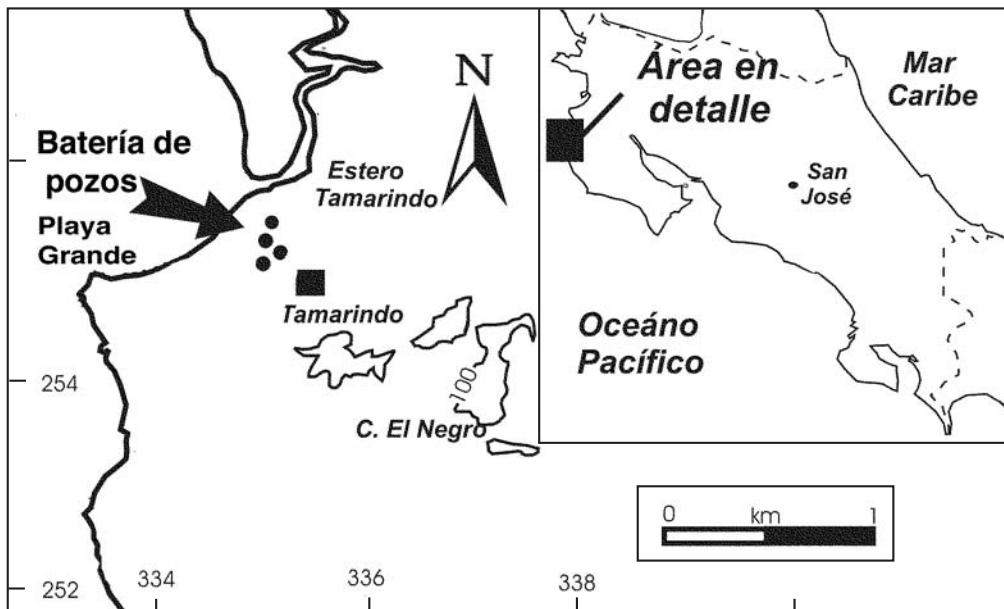 Batería de
pozos
Playa
Grande
N
Estero
Tamarindo
Tamarindo
100
C. El Negro
254
252
334
336
338
Área en
detalle
Mar
Caribe
San
José
Oceáno
Pacífico
0 km 1